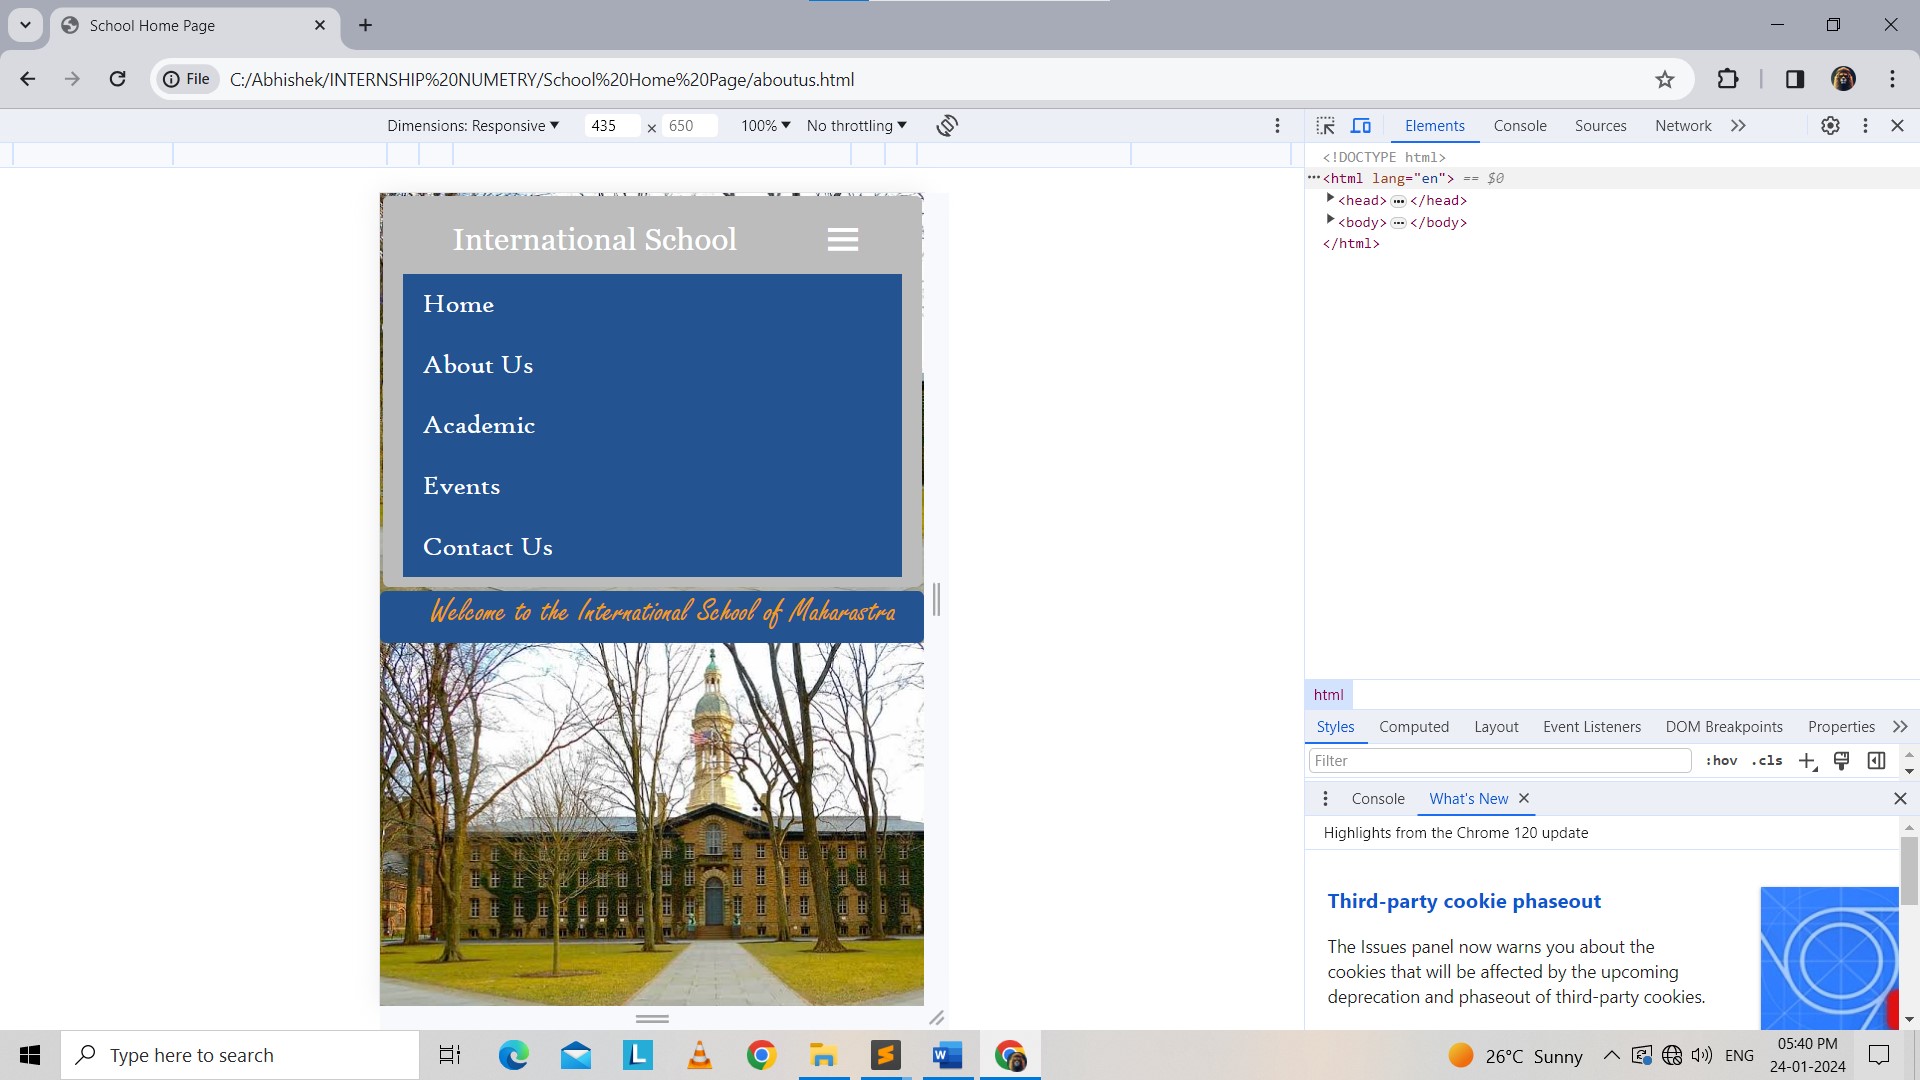 School Home Page
File
C:/Abhishek/INTERNSHIP%20NUMETRY/School%20Home%20Page/aboutus.html
Dimensions: Responsive 435 x 650 100% No throttling
Elements Console Sources Network
<!DOCTYPE html>
<html lang="en"> == $0
<head> </head>
<body> </body>
</html>
International School
Home
About Us
Academic
Events
Contact Us
Welcome to the International School of Maharastra
html
Styles Computed Layout Event Listeners DOM Breakpoints Properties
Filter
:hov .cls
Console What's New
Highlights from the Chrome 120 update
Third-party cookie phaseout
The Issues panel now warns you about the
cookies that will be affected by the upcoming
deprecation and phaseout of third-party cookies.
Type here to search
26°C Sunny
ENG
05:40 PM
24-01-2024